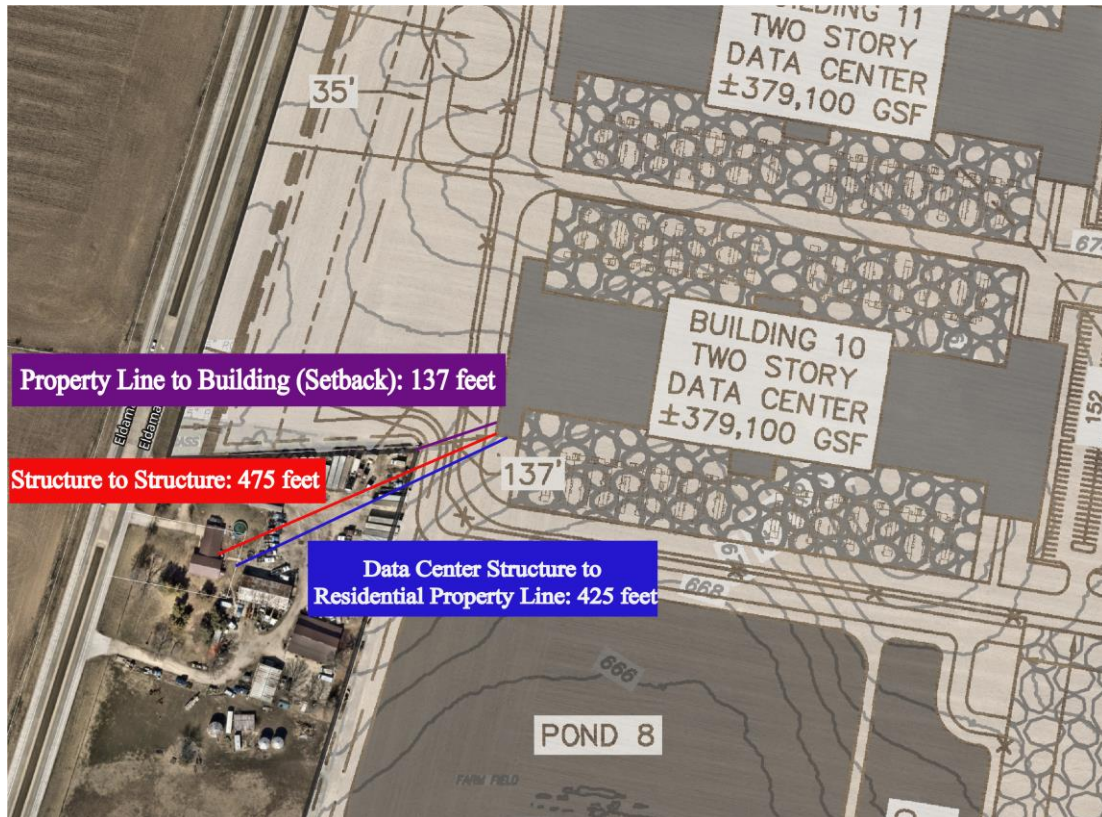 BUILDING 11
TWO STORY
DATA CENTER
±379,100 GSF
35'
BUILDING 10
TWO STORY
DATA CENTER
±379,100 GSF
152
Property Line to Building (Setback): 137 feet
Structure to Structure: 475 feet
137'
Data Center Structure to
Residential Property Line: 425 feet
668
666
POND 8
FARM FIELD